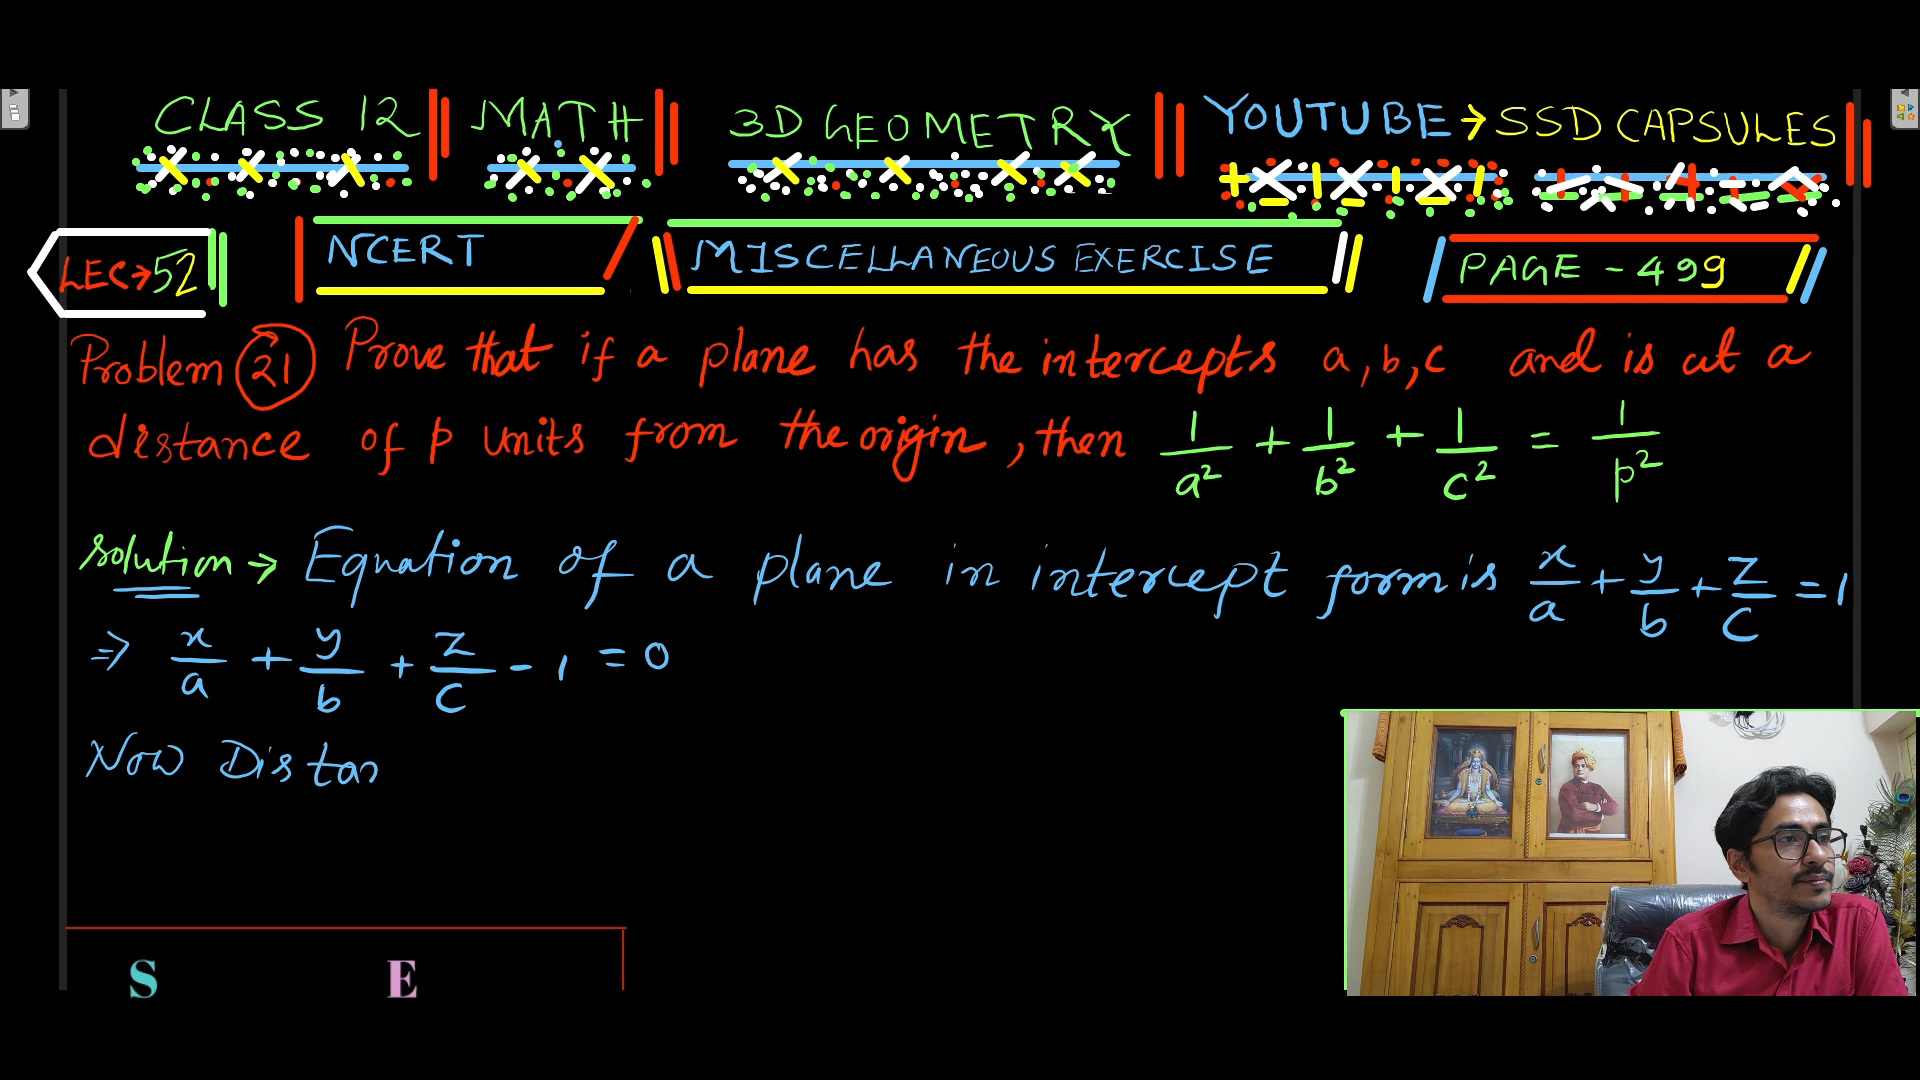 CLASS 12 MATH 3D GEOMETRY YOUTUBE → SSD CAPSULES
LEC→52 NCERT MISCELLANEOUS EXERCISE PAGE - 499
Problem 21 Prove that if a plane has the intercepts a, b, c and is at a
distance of p units from the origin, then 1/a² + 1/b² + 1/c² = 1/p²
Solution → Equation of a plane in intercept form is x/a + y/b + z/c = 1
⇒ x/a + y/b + z/c - 1 = 0
Now Distan
S E